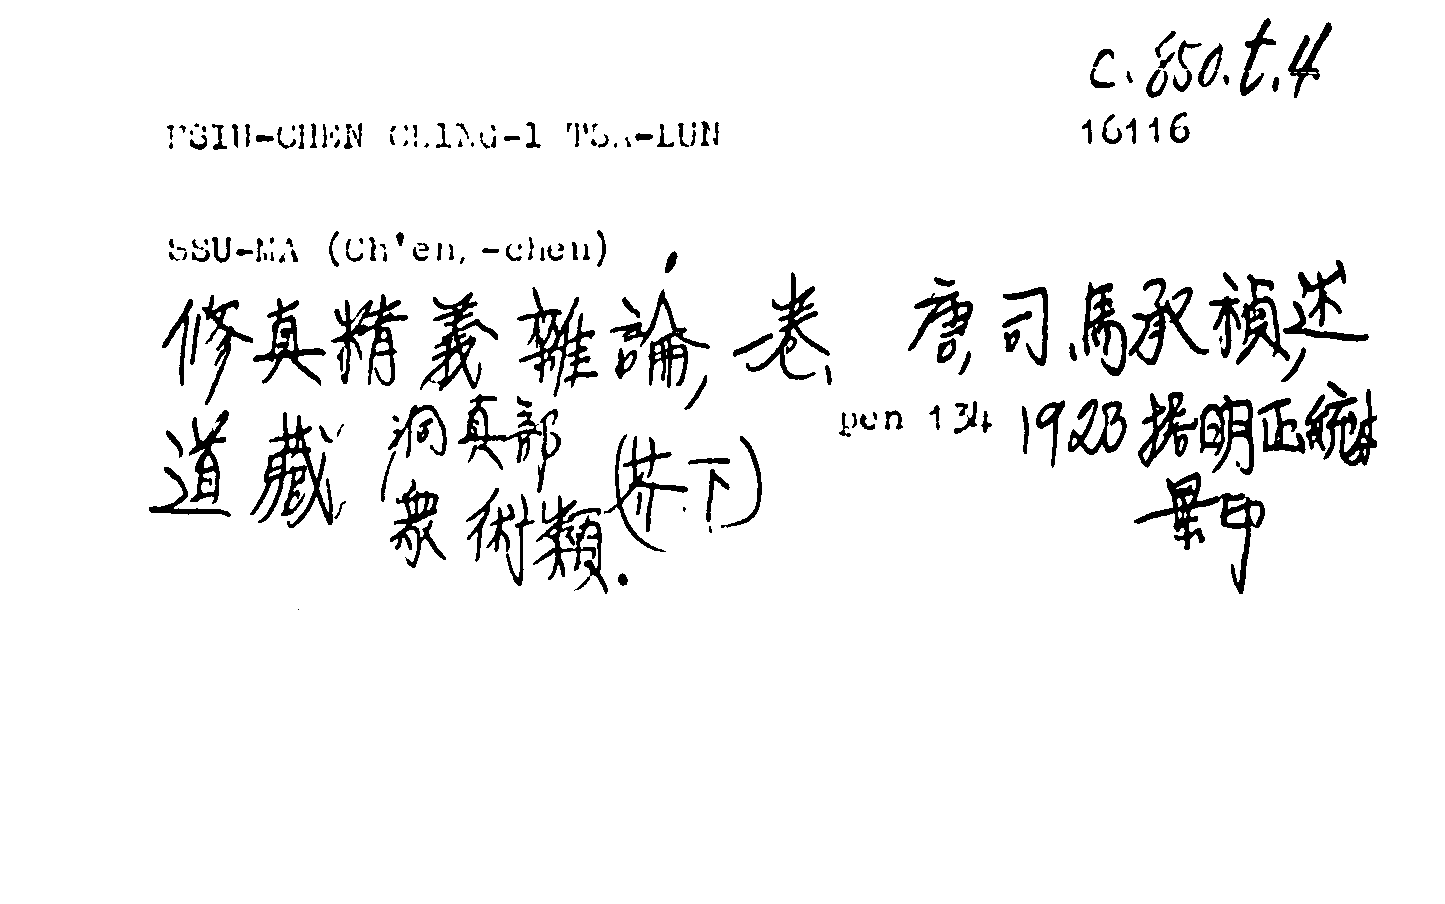 C. 850. t. 4
HSIU-CHEN CHING-I TSA-LUN 16116
SSU-MA (Ch'en, -chen)
修真精義雜論, 一卷, 唐, 司馬承禎, 述
道藏 洞真部 衆術類. (芥下) pen 134 1923 据明正統本
景印